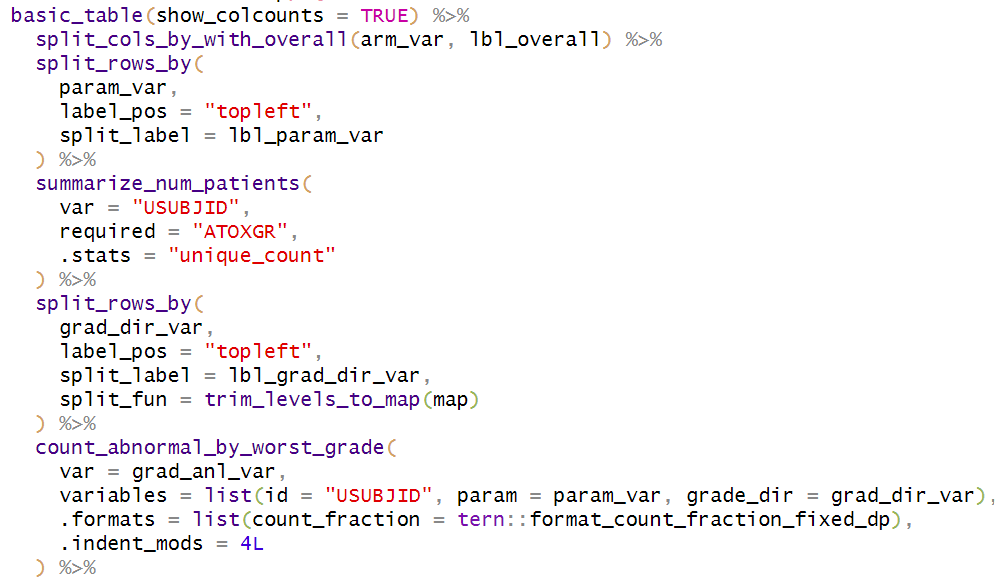 basic_table(show_colcounts = TRUE) %>%
  split_cols_by_with_overall(arm_var, lbl_overall) %>%
  split_rows_by(
    param_var,
    label_pos = "topleft",
    split_label = lbl_param_var
  ) %>%
  summarize_num_patients(
    var = "USUBJID",
    required = "ATOXGR",
    .stats = "unique_count"
  ) %>%
  split_rows_by(
    grad_dir_var,
    label_pos = "topleft",
    split_label = lbl_grad_dir_var,
    split_fun = trim_levels_to_map(map)
  ) %>%
  count_abnormal_by_worst_grade(
    var = grad_anl_var,
    variables = list(id = "USUBJID", param = param_var, grade_dir = grad_dir_var),
    .formats = list(count_fraction = tern::format_count_fraction_fixed_dp),
    .indent_mods = 4L
  ) %>%